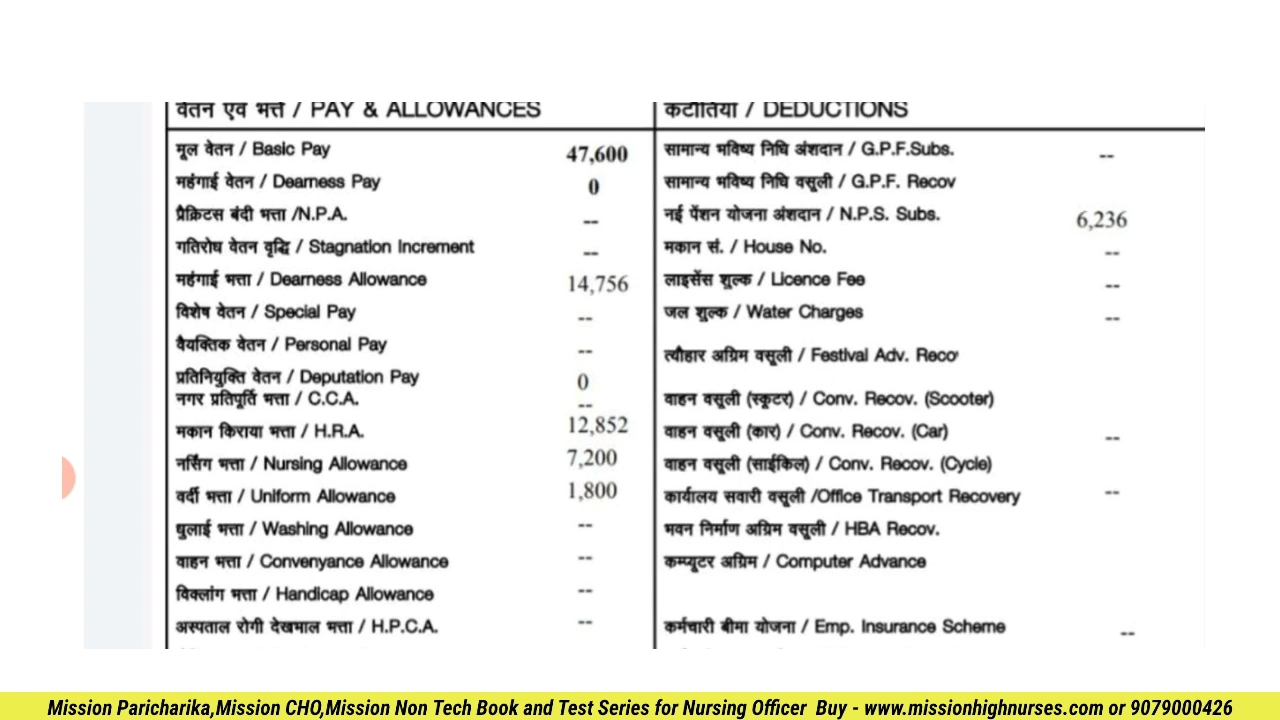 वेतन एवं भत्ते / PAY & ALLOWANCES
कटौतियाँ / DEDUCTIONS
मूल वेतन / Basic Pay 47,600
महंगाई वेतन / Dearness Pay 0
प्रैक्टिस बंदी भत्ता /N.P.A. --
गतिरोध वेतन वृद्धि / Stagnation Increment --
महंगाई भत्ता / Dearness Allowance 14,756
विशेष वेतन / Special Pay --
वैयक्तिक वेतन / Personal Pay --
प्रतिनियुक्ति वेतन / Deputation Pay 0
नगर प्रतिपूर्ति भत्ता / C.C.A. --
मकान किराया भत्ता / H.R.A. 12,852
नर्सिंग भत्ता / Nursing Allowance 7,200
वर्दी भत्ता / Uniform Allowance 1,800
धुलाई भत्ता / Washing Allowance --
वाहन भत्ता / Convenyance Allowance --
विक्लांग भत्ता / Handicap Allowance --
अस्पताल रोगी देखभाल भत्ता / H.P.C.A. --
सामान्य भविष्य निधि अंशदान / G.P.F.Subs. --
सामान्य भविष्य निधि वसूली / G.P.F. Recov
नई पेंशन योजना अंशदान / N.P.S. Subs. 6,236
मकान सं. / House No. --
लाइसेंस शुल्क / Licence Fee --
जल शुल्क / Water Charges --
त्यौहार अग्रिम वसूली / Festival Adv. Reco
वाहन वसूली (स्कूटर) / Conv. Recov. (Scooter)
वाहन वसूली (कार) / Conv. Recov. (Car) --
वाहन वसूली (साईकिल) / Conv. Recov. (Cycle)
कार्यालय सवारी वसूली /Office Transport Recovery --
भवन निर्माण अग्रिम वसूली / HBA Recov.
कम्प्यूटर अग्रिम / Computer Advance
कर्मचारी बीमा योजना / Emp. Insurance Scheme --
Mission Paricharika,Mission CHO,Mission Non Tech Book and Test Series for Nursing Officer Buy - www.missionhighnurses.com or 9079000426